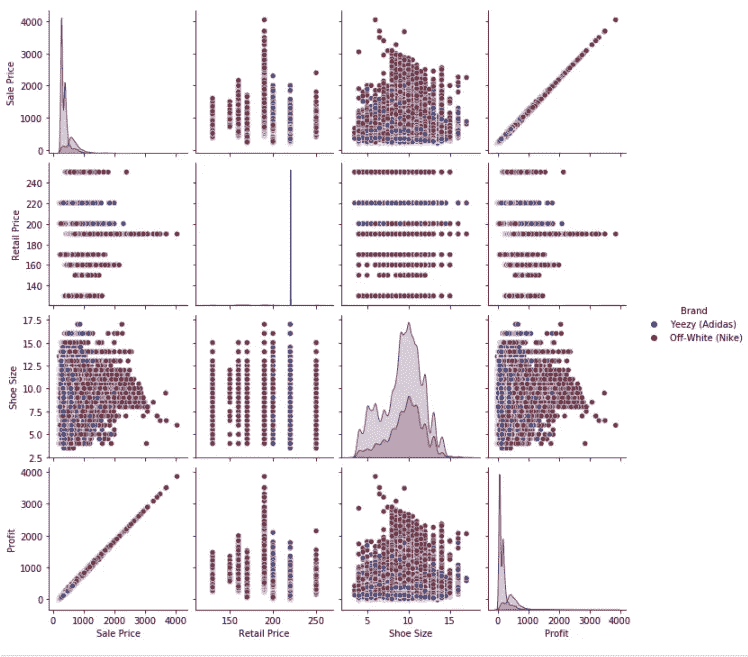 4000
3000
2000
1000
0
Sale Price
240
220
200
180
160
140
Retail Price
Brand
Yeezy (Adidas)
Off-White (Nike)
17.5
15.0
12.5
10.0
7.5
5.0
2.5
Shoe Size
4000
3000
2000
1000
0
Profit
0 1000 2000 3000 4000 150 200 250 5 10 15 0 1000 2000 3000 4000
Sale Price Retail Price Shoe Size Profit